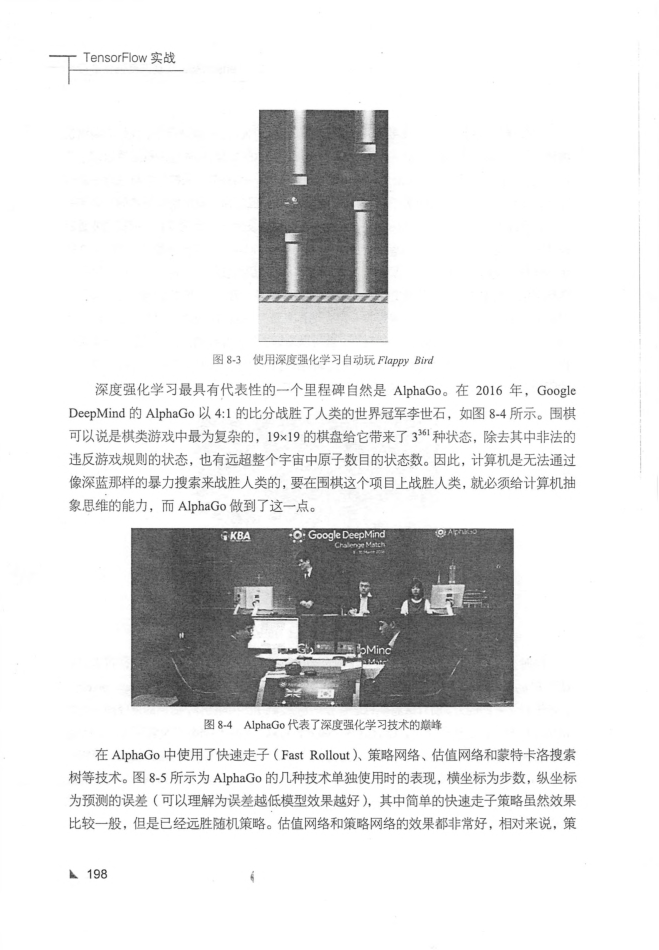 TensorFlow 实战
图 8-3 使用深度强化学习自动玩 Flappy Bird
深度强化学习最具有代表性的一个里程碑自然是 AlphaGo。在 2016 年，Google
DeepMind 的 AlphaGo 以 4:1 的比分战胜了人类的世界冠军李世石，如图 8-4 所示。围棋
可以说是棋类游戏中最为复杂的，19×19 的棋盘给它带来了 3³⁶¹ 种状态，除去其中非法的
违反游戏规则的状态，也有远超整个宇宙中原子数目的状态数。因此，计算机是无法通过
像深蓝那样的暴力搜索来战胜人类的，要在围棋这个项目上战胜人类，就必须给计算机抽
象思维的能力，而 AlphaGo 做到了这一点。
KBA
Google DeepMind
Challenge Match
AlphaGo
图 8-4 AlphaGo 代表了深度强化学习技术的巅峰
在 AlphaGo 中使用了快速走子（Fast Rollout）、策略网络、估值网络和蒙特卡洛搜索
树等技术。图 8-5 所示为 AlphaGo 的几种技术单独使用时的表现，横坐标为步数，纵坐标
为预测的误差（可以理解为误差越低模型效果越好），其中简单的快速走子策略虽然效果
比较一般，但是已经远胜随机策略。估值网络和策略网络的效果都非常好，相对来说，策
198